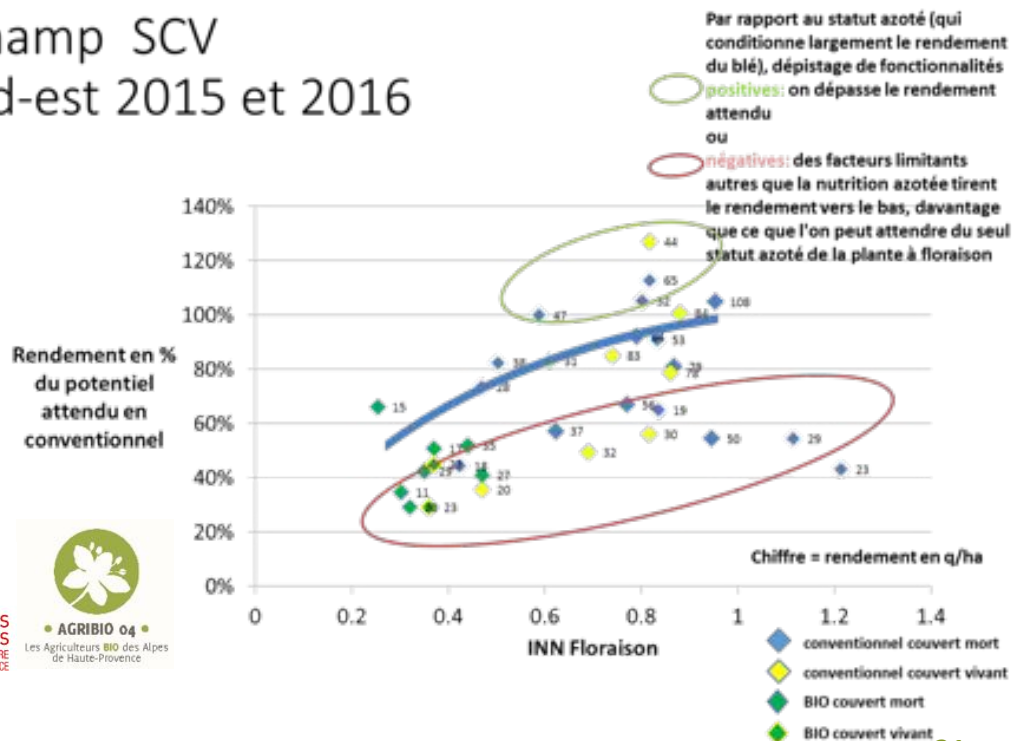 hamp SCV
d-est 2015 et 2016
Par rapport au statut azoté (qui
conditionne largement le rendement
du blé), dépistage de fonctionnalités
positives: on dépasse le rendement
attendu
ou
négatives: des facteurs limitants
autres que la nutrition azotée tirent
le rendement vers le bas, davantage
que ce que l'on peut attendre du seul
statut azoté de la plante à floraison
Rendement en %
du potentiel
attendu en
conventionnel
140%
120%
100%
80%
60%
40%
20%
0%
44
65
52
108
47
84
53
83
31
38
28
78
15
56
19
37
30
50
29
32
23
17
35
18
27
20
11
23
0
0.2
0.4
0.6
0.8
1
1.2
1.4
INN Floraison
Chiffre = rendement en q/ha
conventionnel couvert mort
conventionnel couvert vivant
BIO couvert mort
BIO couvert vivant
• AGRIBIO 04 •
Les Agriculteurs BIO des Alpes
de Haute-Provence
S
S
RE
CE